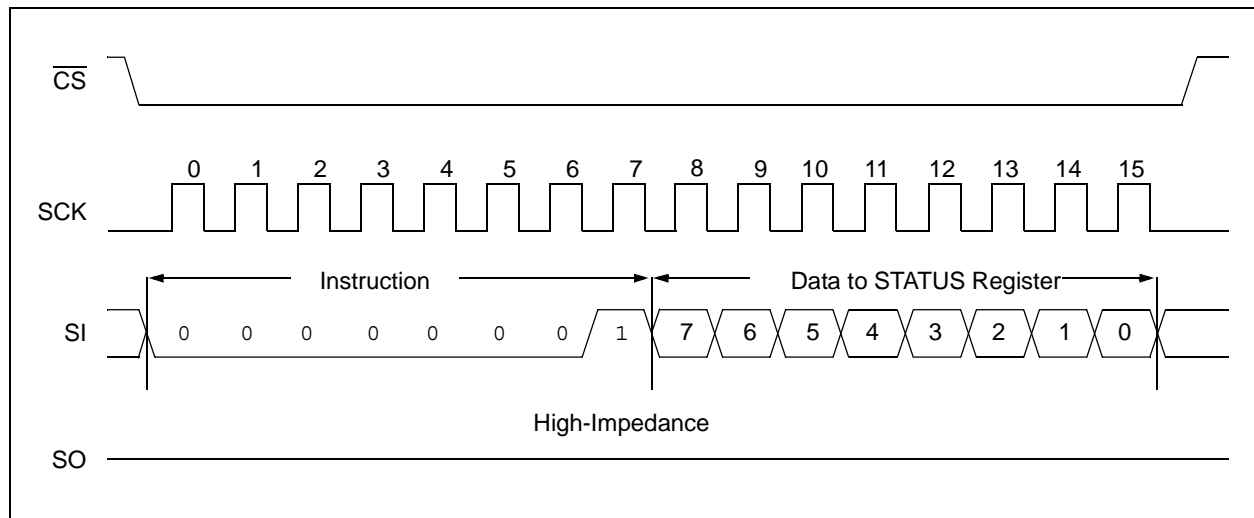 CS
0 1 2 3 4 5 6 7 8 9 10 11 12 13 14 15
SCK
Instruction Data to STATUS Register
SI 0 0 0 0 0 0 0 1 7 6 5 4 3 2 1 0
High-Impedance
SO